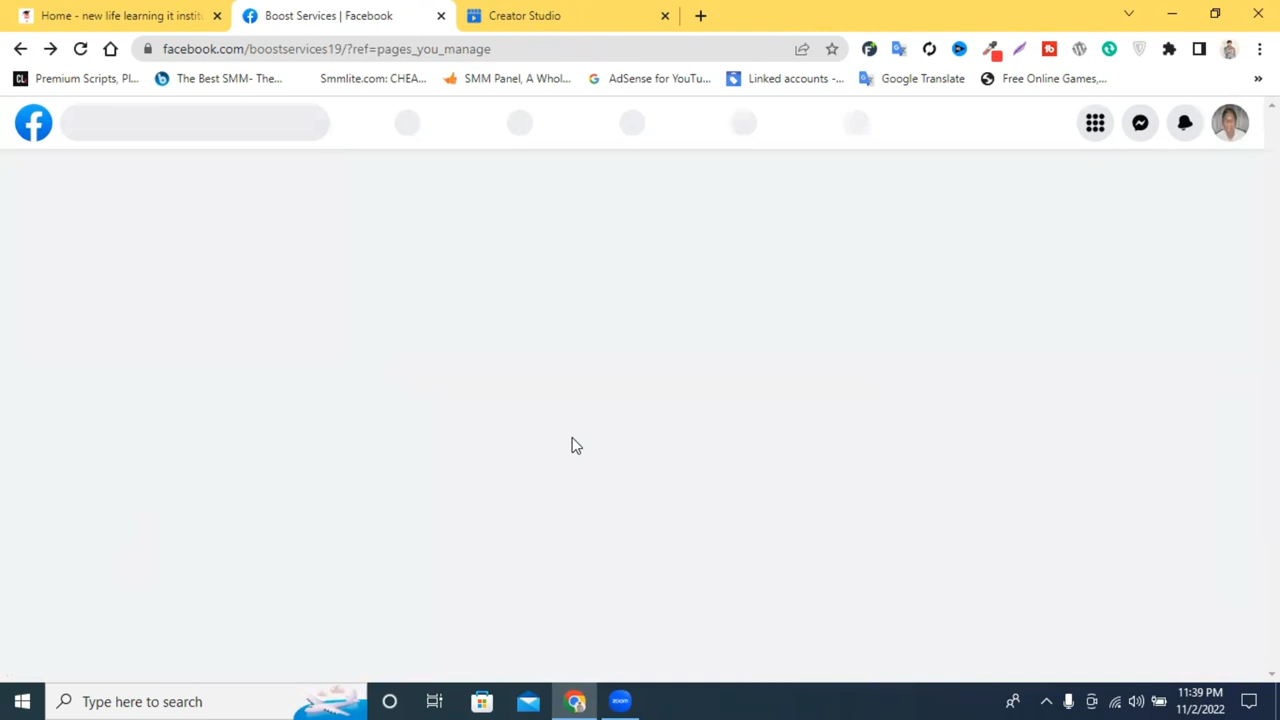 Home - new life learning it instit
Boost Services | Facebook
Creator Studio
facebook.com/boostservices19/?ref=pages_you_manage
CL Premium Scripts, Pl...
The Best SMM- The...
Smmlite.com: CHEA...
SMM Panel, A Whol...
AdSense for YouTu...
Linked accounts -...
Google Translate
Free Online Games,...
Type here to search
zoom
11:39 PM
11/2/2022